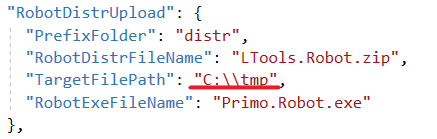 "RobotDistrUpload": {
"PrefixFolder": "distr",
"RobotDistrFileName": "LTools.Robot.zip",
"TargetFilePath": "C:\\tmp",
"RobotExeFileName": "Primo.Robot.exe"
},